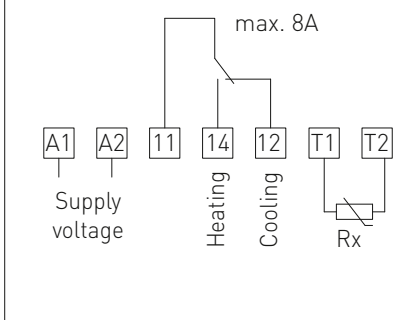 max. 8A
A1 A2 11 14 12 T1 T2
Supply
voltage
Heating
Cooling
Rx